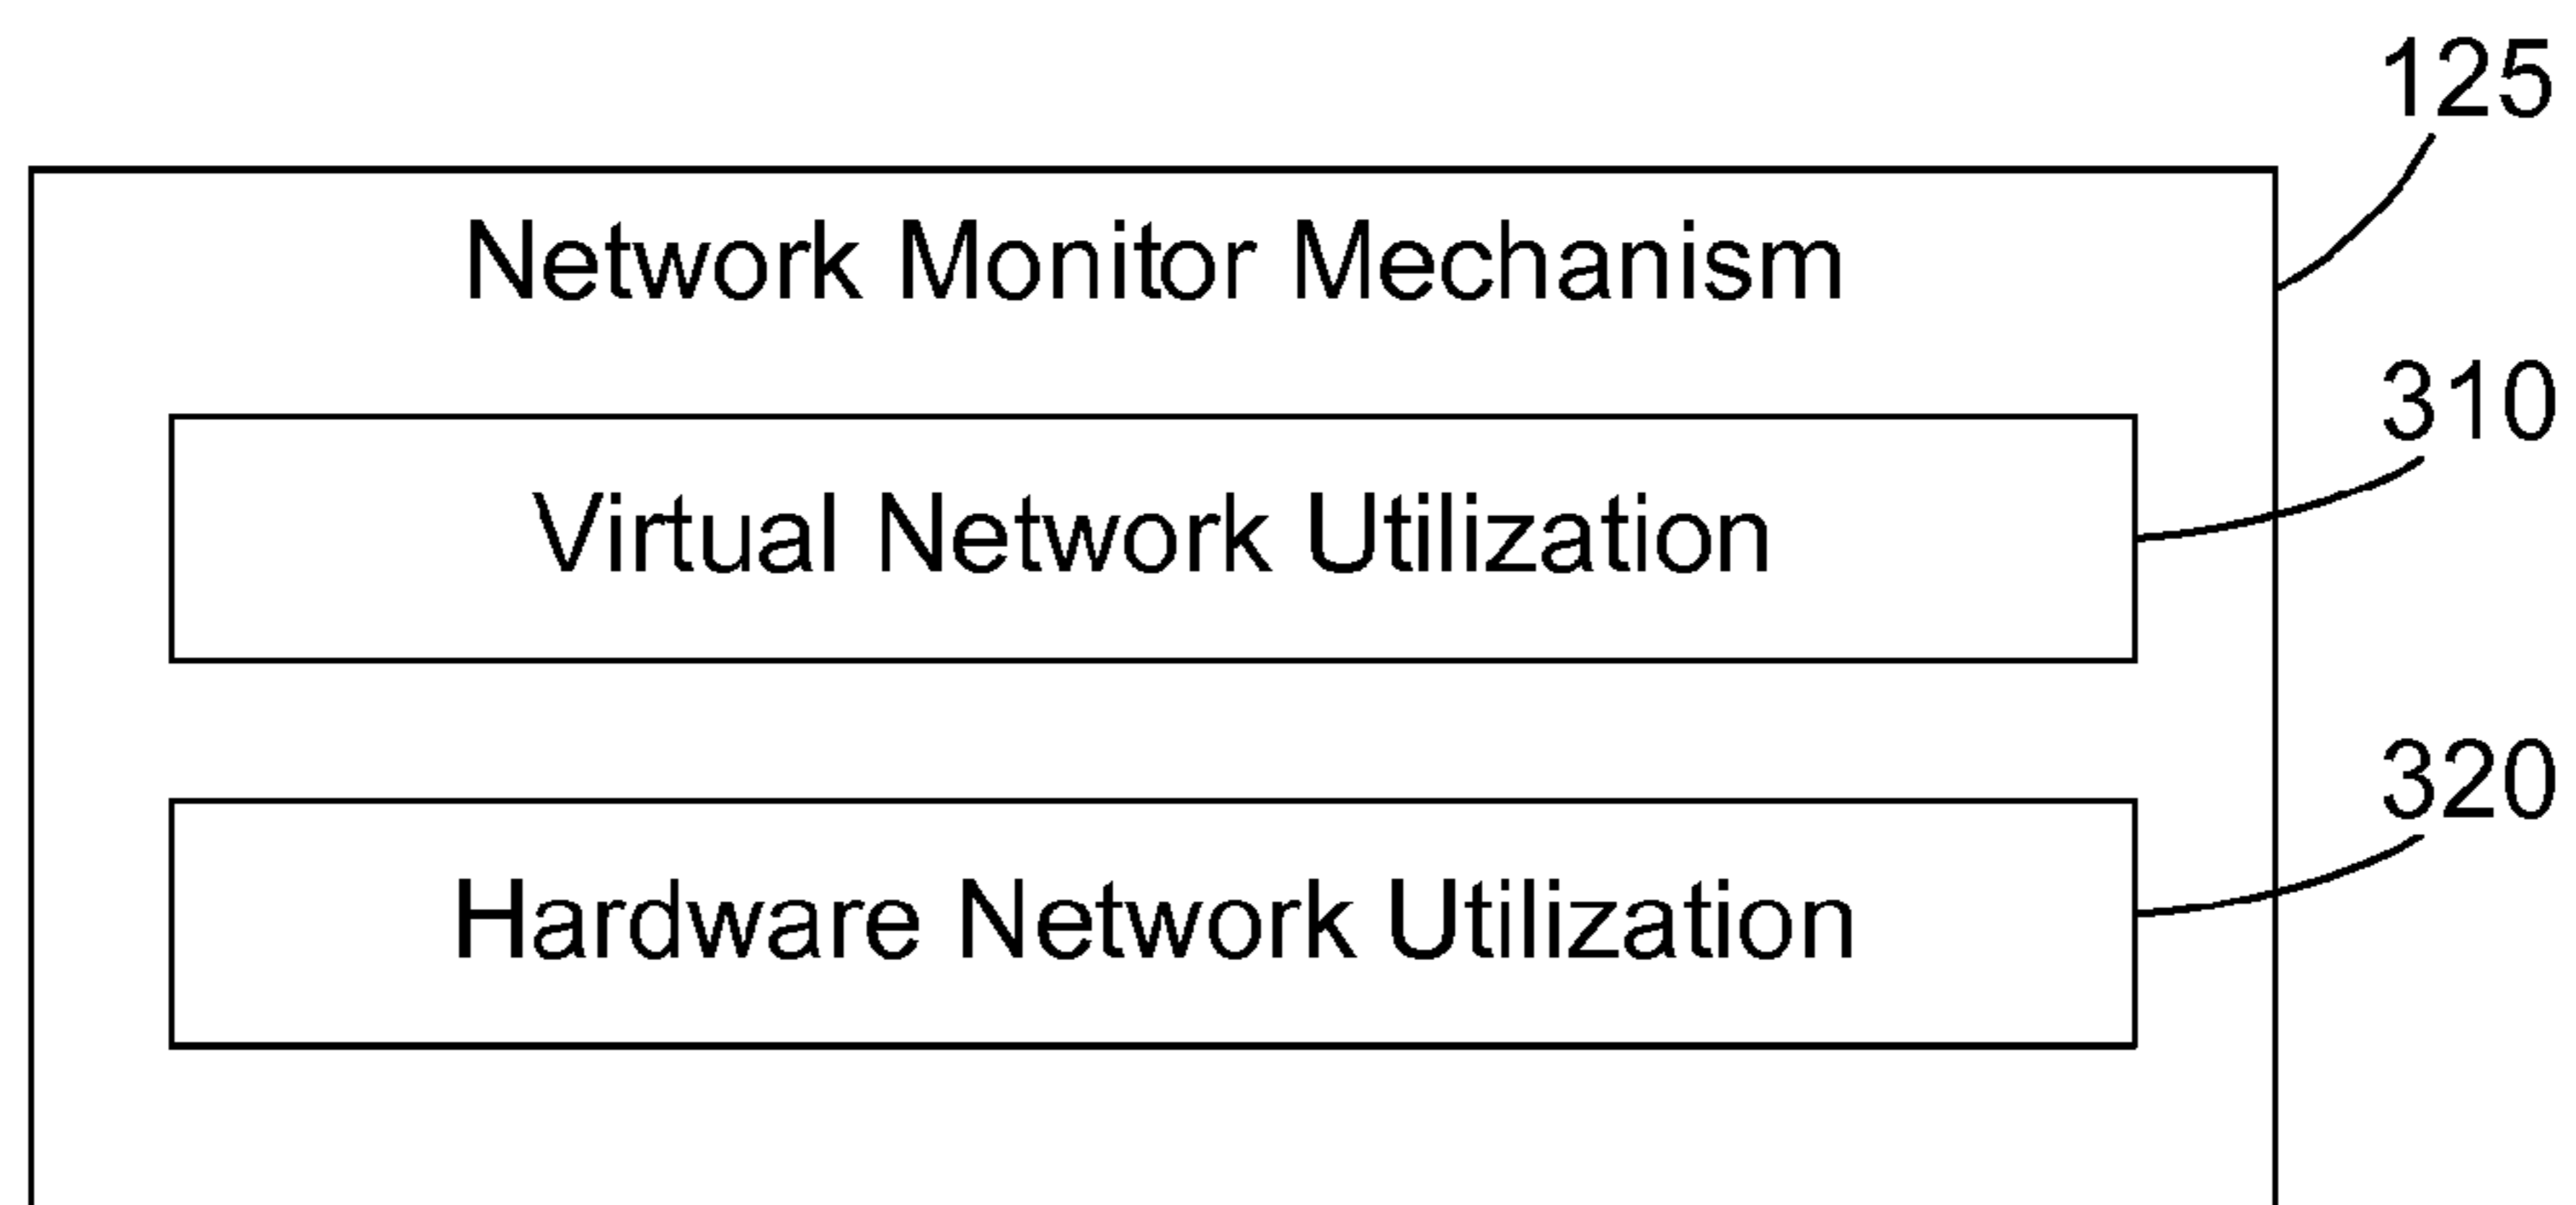 125
Network Monitor Mechanism
310
Virtual Network Utilization
320
Hardware Network Utilization